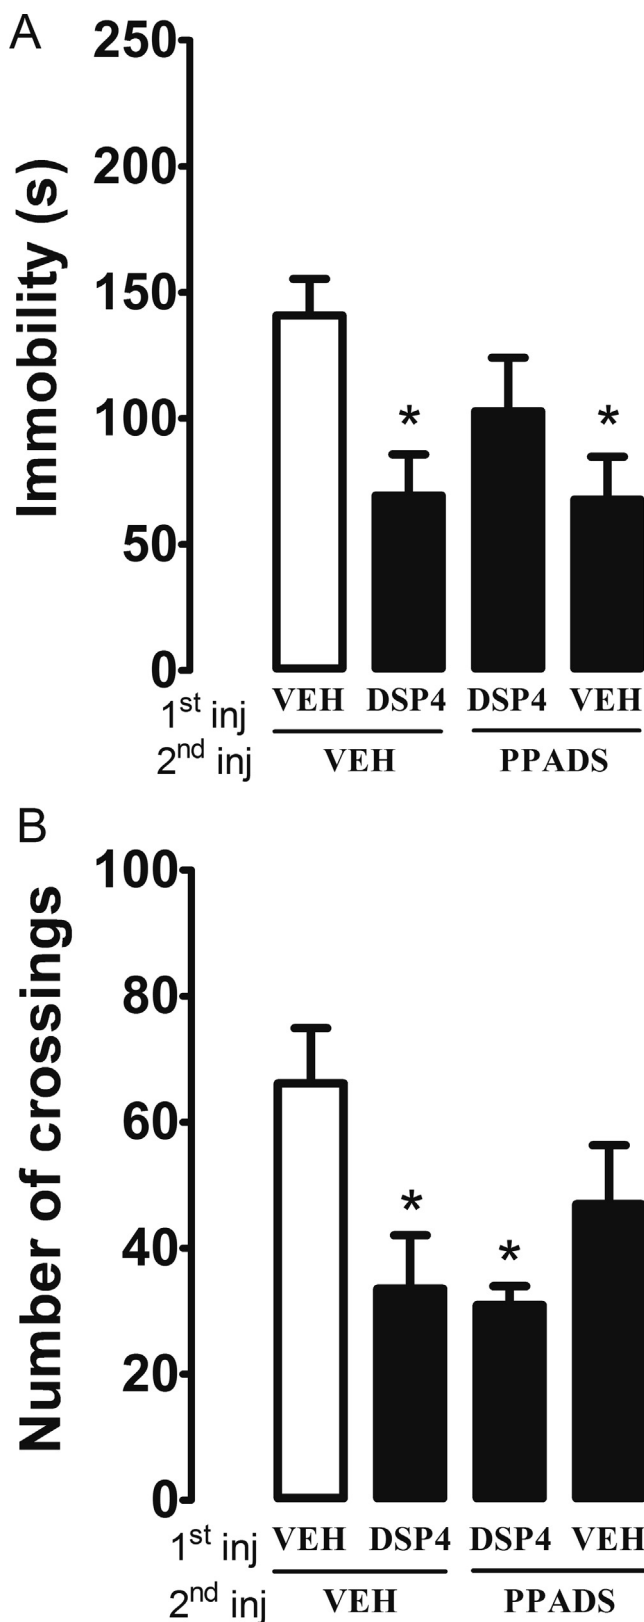 A
250
200
150
100
50
0
Immobility (s)
*
*
1st inj VEH DSP4 DSP4 VEH
2nd inj VEH PPADS
B
100
80
60
40
20
0
Number of crossings
*
*
1st inj VEH DSP4 DSP4 VEH
2nd inj VEH PPADS